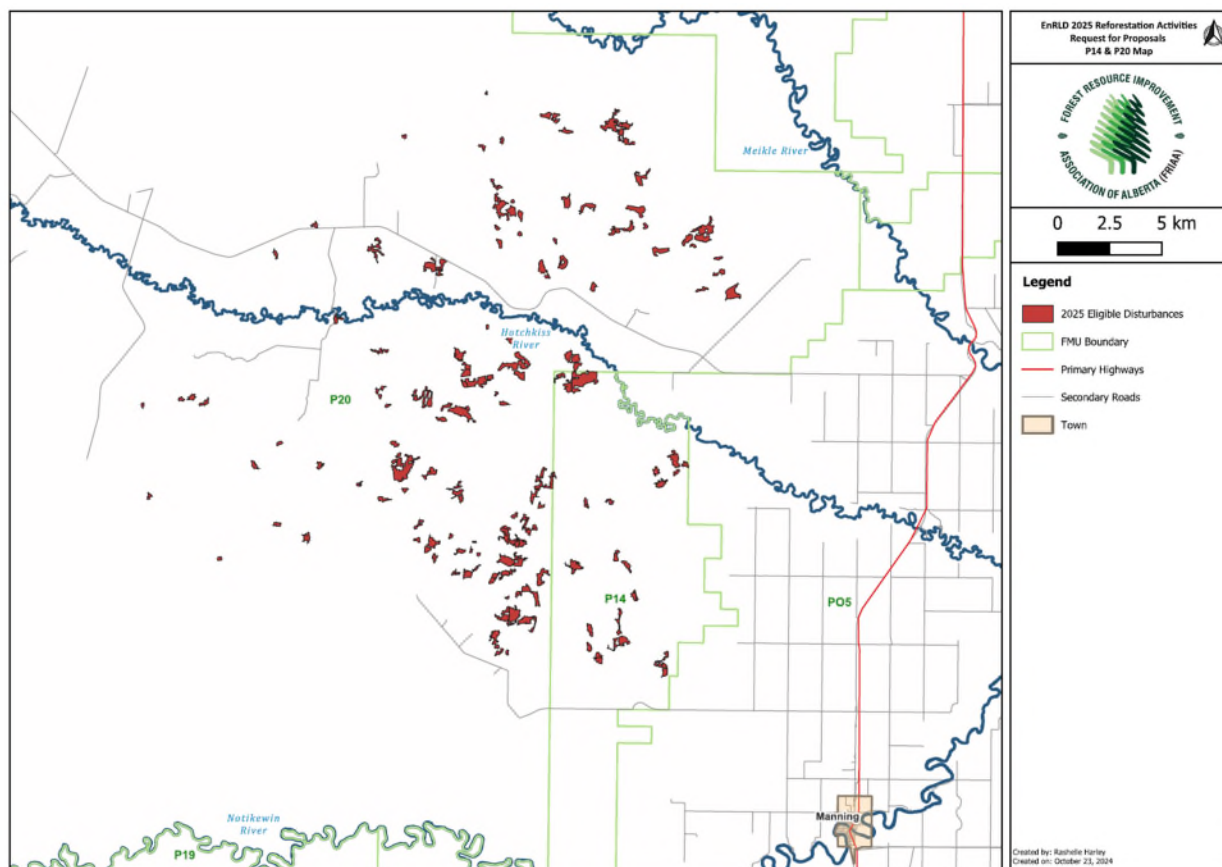 EnRLD 2025 Reforestation Activities
Request for Proposals
P14 & P20 Map
FOREST RESOURCE IMPROVEMENT
ASSOCIATION OF ALBERTA (FRIAA)
0 2.5 5 km
Legend
2025 Eligible Disturbances
FMU Boundary
Primary Highways
Secondary Roads
Town
Meikle River
Hotchkiss
River
P20
P14
PO5
Manning
Notikewin
River
P19
Created by: Rashelle Harley
Created on: October 23, 2024